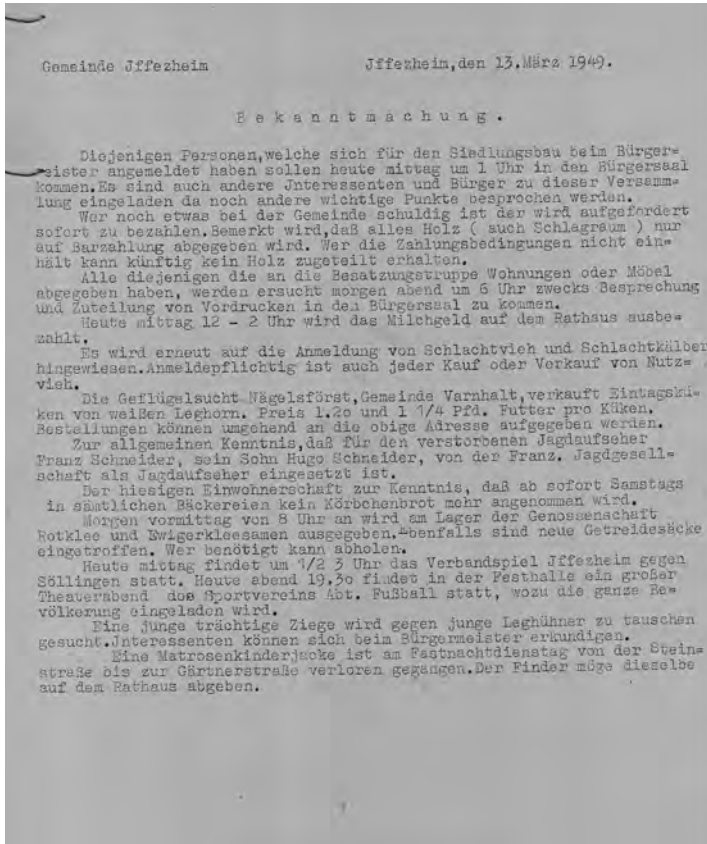 Gemeinde Jffezheim Jffezheim,den 13.März 1949.
Bekanntmachung.
Diejenigen Personen,welche sich für den Siedlungsbau beim Bürger=
meister angemeldet haben sollen heute mittag um 1 Uhr in den Bürgersaal
kommen.Es sind auch andere Jnteressenten und Bürger zu dieser Versamm=
lung eingeladen da noch andere wichtige Punkte besprochen werden.
Wer noch etwas bei der Gemeinde schuldig ist der wird aufgefordert
sofort zu bezahlen.Bemerkt wird,daß alles Holz ( auch Schlagraum ) nur
auf Barzahlung abgegeben wird. Wer die Zahlungsbedingungen nicht ein=
hält kann künftig kein Holz zugeteilt erhalten.
Alle diejenigen die an die Besatzungstruppe Wohnungen oder Möbel
abgegeben haben, werden ersucht morgen abend um 6 Uhr zwecks Besprechung
und Zuteilung von Vordrucken in den Bürgersaal zu kommen.
Heute mittag 12 - 2 Uhr wird das Milchgeld auf dem Rathaus ausbe=
zahlt.
Es wird erneut auf die Anmeldung von Schlachtvieh und Schlachtkälber
hingewiesen.Anmeldepflichtig ist auch jeder Kauf oder Verkauf von Nutz=
vieh.
Die Geflügelsucht Nägelsförst,Gemeinde Varnhalt,verkauft Eintagskü=
ken von weißen Leghorn. Preis 1.2o und 1 1/4 Pfd. Futter pro Küken.
Bestellungen können umgehend an die obige Adresse aufgegeben werden.
Zur allgemeinen Kenntnis,daß für den verstorbenen Jagdaufseher
Franz Schneider, sein Sohn Hugo Schneider, von der Franz. Jagdgesell=
schaft als Jagdaufseher eingesetzt ist.
Der hiesigen Einwohnerschaft zur Kenntnis, daß ab sofort Samstags
in sämtlichen Bäckereien kein Körbchenbrot mehr angenommen wird.
Morgen vormittag von 8 Uhr an wird am Lager der Genossenschaft
Rotklee und Ewigerkleesamen ausgegeben.Ebenfalls sind neue Getreidesäcke
eingetroffen. Wer benötigt kann abholen.
Heute mittag findet um 1/2 3 Uhr das Verbandspiel Jffezheim gegen
Söllingen statt. Heute ebend 19.3o findet in der Festhalle ein großer
Theaterabend des Sportvereins Abt. Fußball statt, wozu die ganze Be=
völkerung eingeladen wird.
Eine junge trächtige Ziege wird gegen junge Leghühner zu tauschen
gesucht.Jnteressenten können sich beim Bürgermeister erkundigen.
Eine Matrosenkinderjacke ist am Fastnachtdienstag von der Stein=
straße bis zur Gärtnerstraße verloren gegangen.Der Finder möge dieselbe
auf dem Rathaus abgeben.